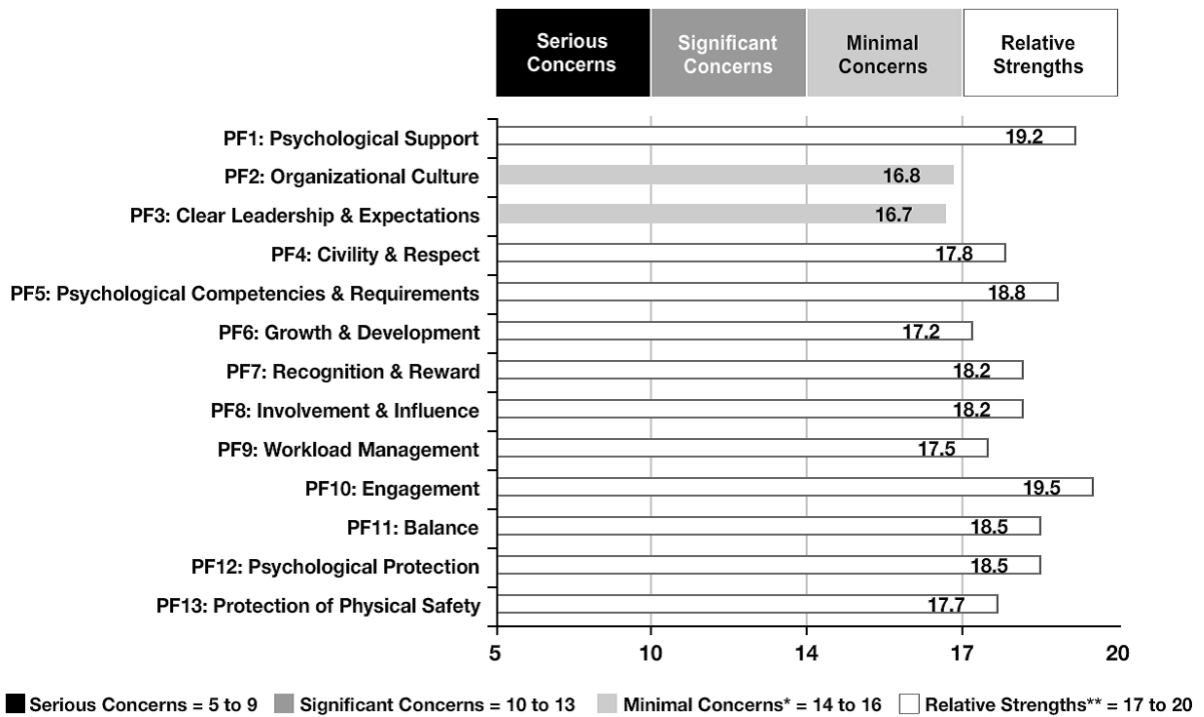 Serious
Concerns
Significant
Concerns
Minimal
Concerns
Relative
Strengths
PF1: Psychological Support 19.2
PF2: Organizational Culture 16.8
PF3: Clear Leadership & Expectations 16.7
PF4: Civility & Respect 17.8
PF5: Psychological Competencies & Requirements 18.8
PF6: Growth & Development 17.2
PF7: Recognition & Reward 18.2
PF8: Involvement & Influence 18.2
PF9: Workload Management 17.5
PF10: Engagement 19.5
PF11: Balance 18.5
PF12: Psychological Protection 18.5
PF13: Protection of Physical Safety 17.7
5 10 14 17 20
Serious Concerns = 5 to 9 Significant Concerns = 10 to 13 Minimal Concerns* = 14 to 16 Relative Strengths** = 17 to 20